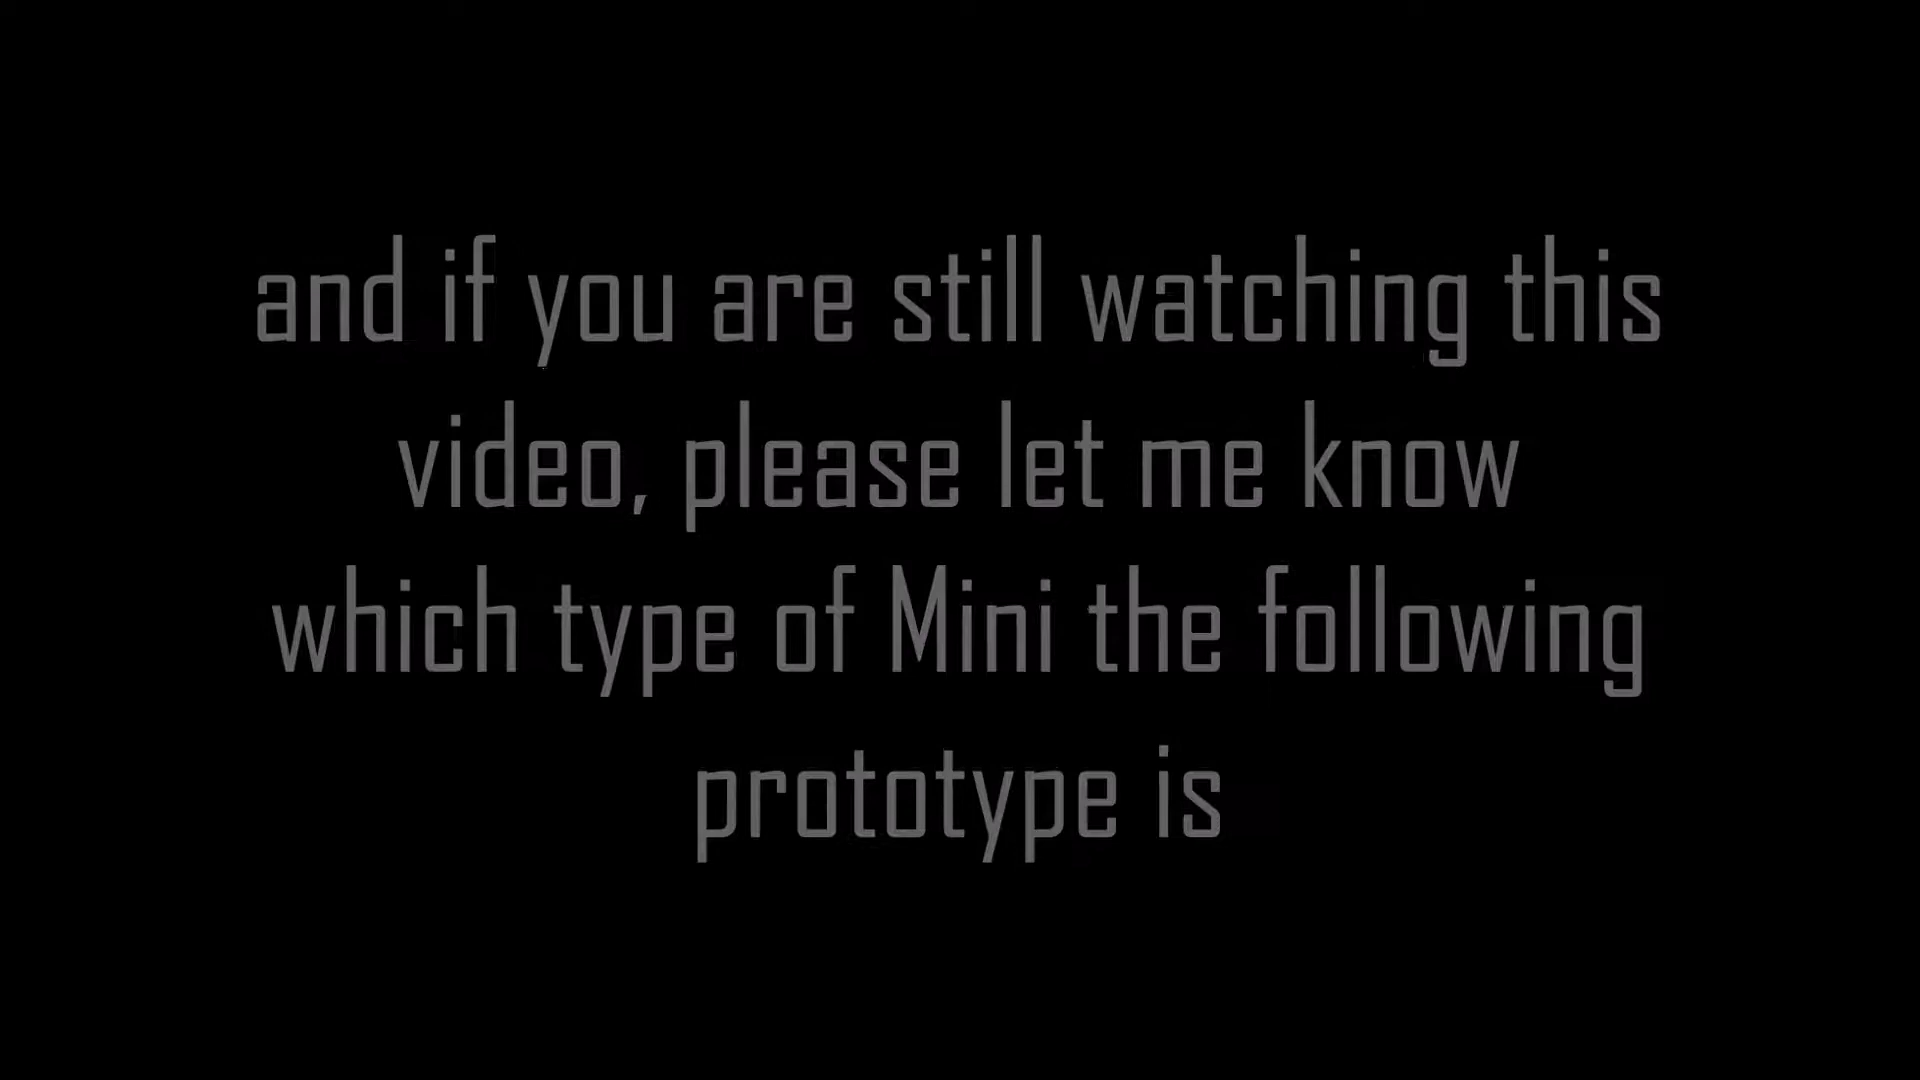 and if you are still watching this
video, please let me know
which type of Mini the following
prototype is